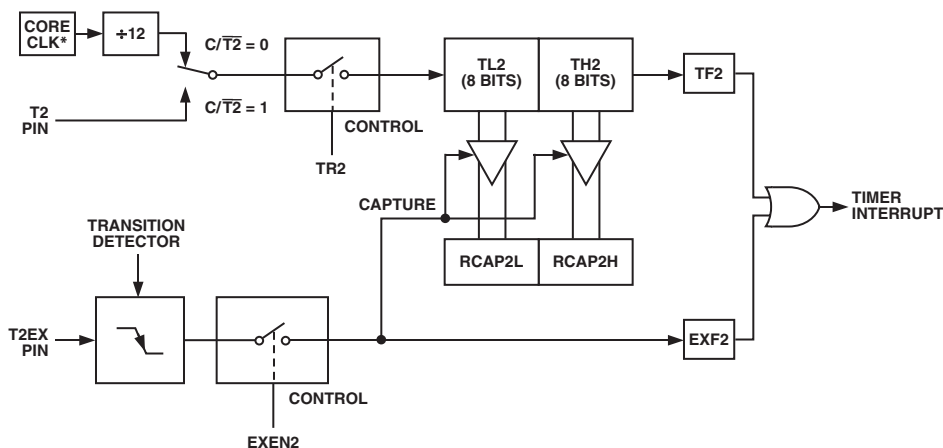 CORE
CLK*
÷12
C/T2 = 0
C/T2 = 1
T2
PIN
CONTROL
TR2
TL2
(8 BITS)
TH2
(8 BITS)
TF2
CAPTURE
TIMER
INTERRUPT
TRANSITION
DETECTOR
RCAP2L
RCAP2H
T2EX
PIN
CONTROL
EXEN2
EXF2